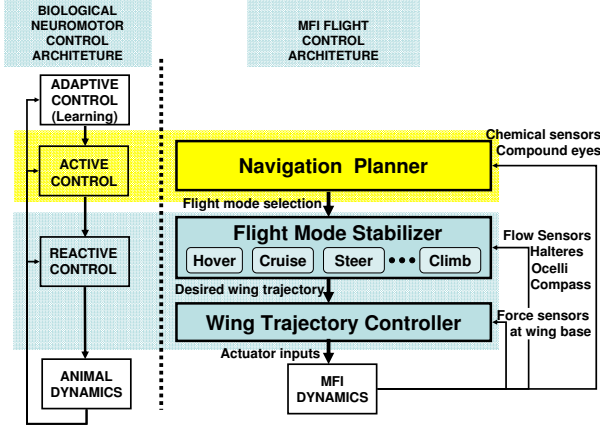 BIOLOGICAL
NEUROMOTOR
CONTROL
ARCHITETURE
MFI FLIGHT
CONTROL
ARCHITETURE
ADAPTIVE
CONTROL
(Learning)
ACTIVE
CONTROL
REACTIVE
CONTROL
ANIMAL
DYNAMICS
Navigation Planner
Flight mode selection
Flight Mode Stabilizer
Hover Cruise Steer ••• Climb
Desired wing trajectory
Wing Trajectory Controller
Actuator inputs
MFI
DYNAMICS
Chemical sensors
Compound eyes
Flow Sensors
Halteres
Ocelli
Compass
Force sensors
at wing base